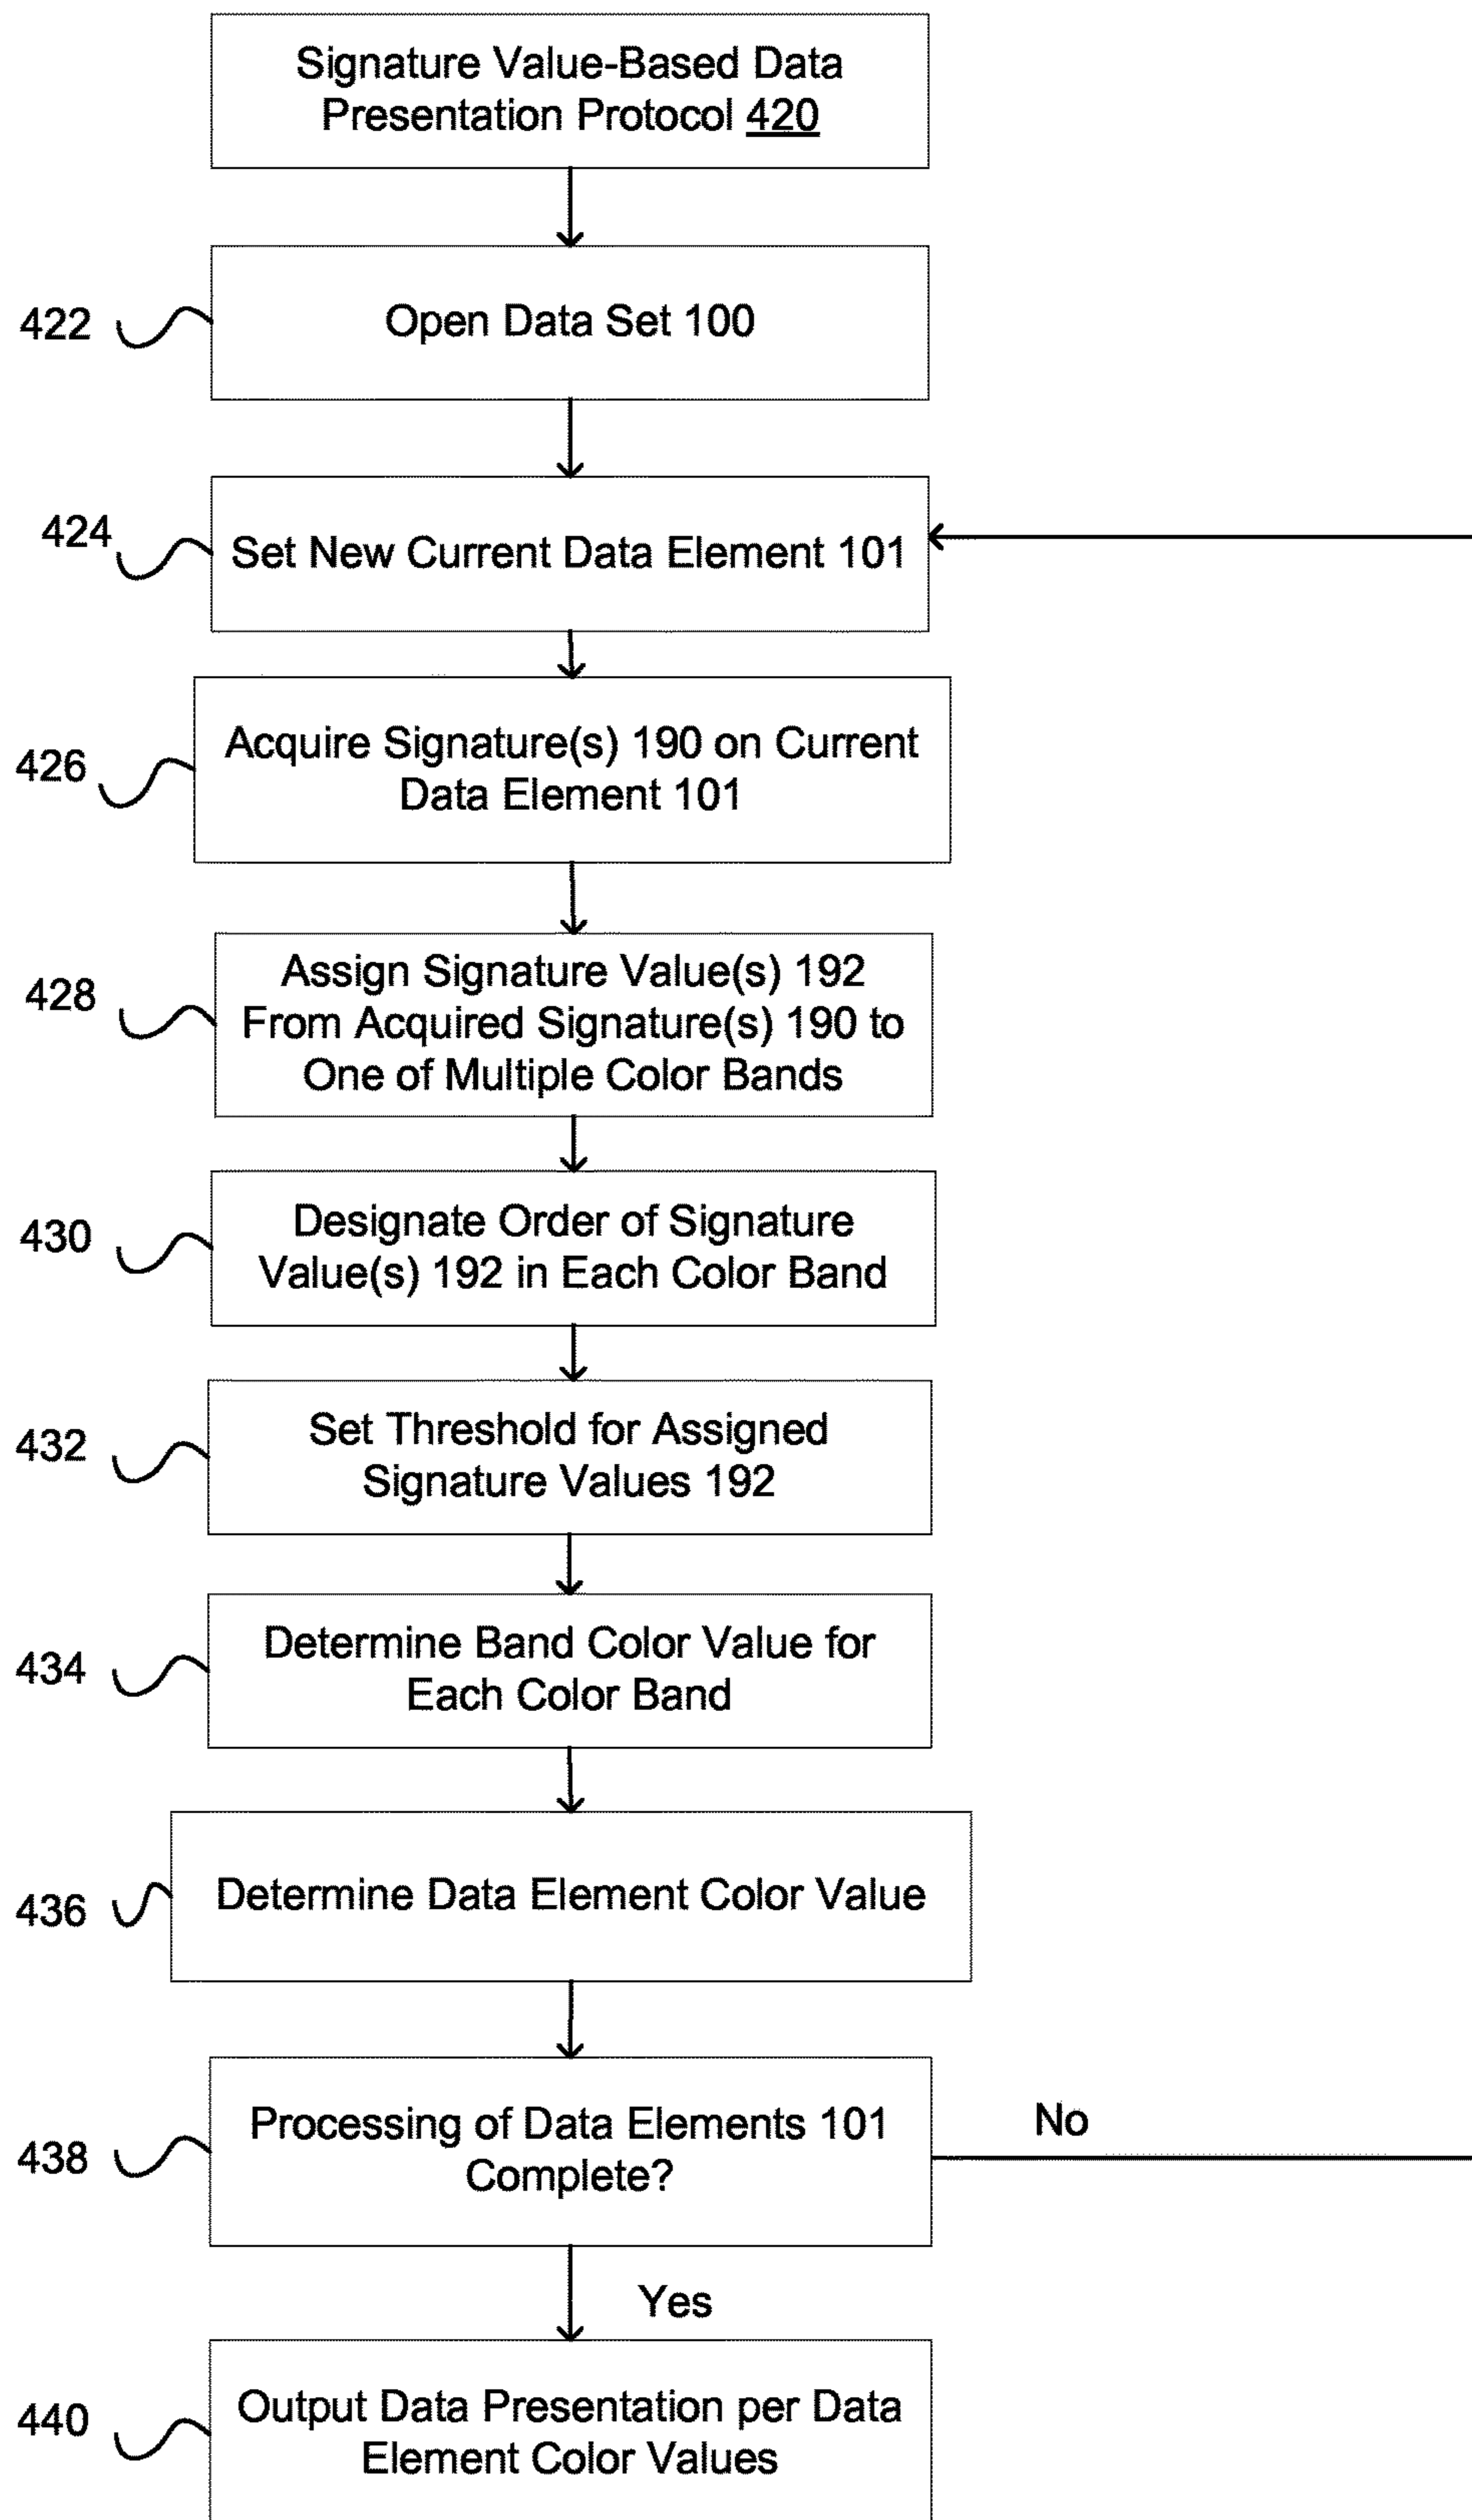 Signature Value-Based Data
Presentation Protocol 420
422
Open Data Set 100
424
Set New Current Data Element 101
426
Acquire Signature(s) 190 on Current
Data Element 101
428
Assign Signature Value(s) 192
From Acquired Signature(s) 190 to
One of Multiple Color Bands
430
Designate Order of Signature
Value(s) 192 in Each Color Band
432
Set Threshold for Assigned
Signature Values 192
434
Determine Band Color Value for
Each Color Band
436
Determine Data Element Color Value
438
Processing of Data Elements 101
Complete?
No
Yes
440
Output Data Presentation per Data
Element Color Values